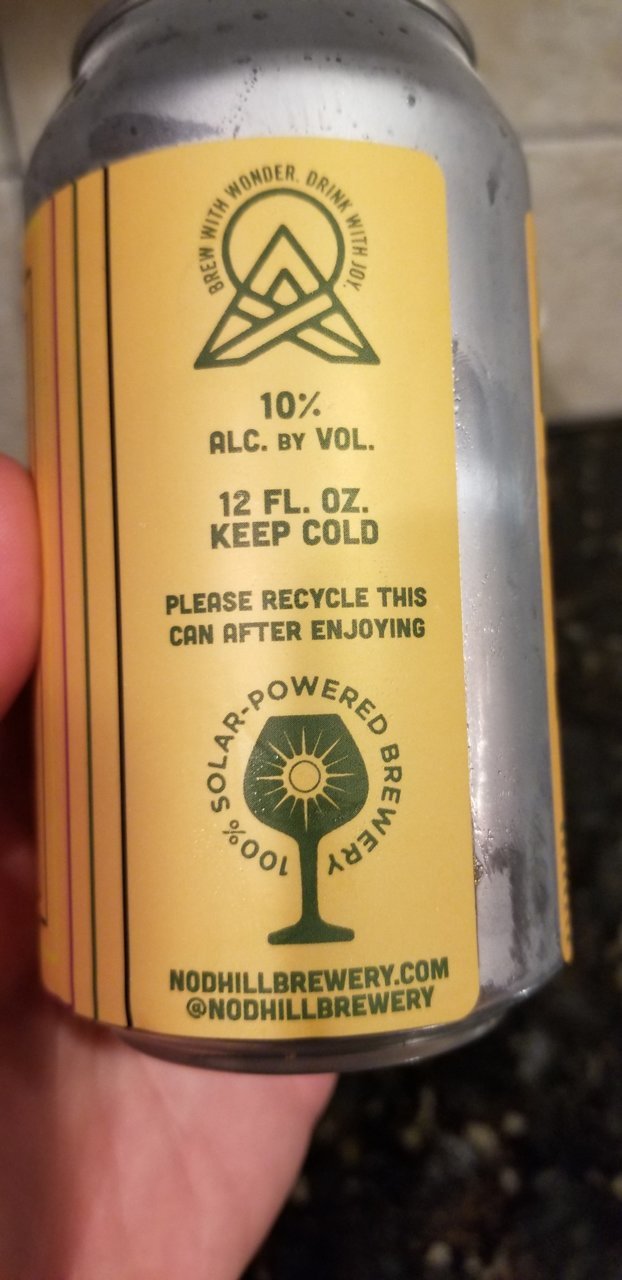 BREW WITH WONDER. DRINK WITH JOY.
10%
ALC. BY VOL.
12 FL. OZ.
KEEP COLD
PLEASE RECYCLE THIS
CAN AFTER ENJOYING
100% SOLAR-POWERED BREWERY
NODHILLBREWERY.COM
@NODHILLBREWERY